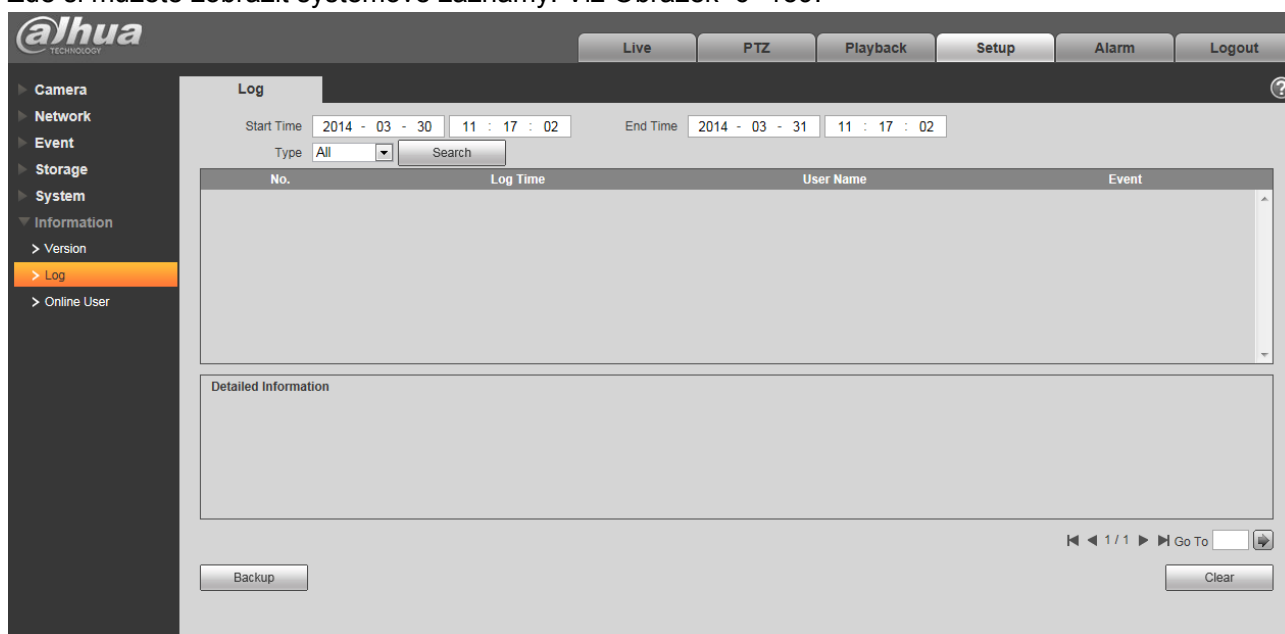 Zde si můžete zobrazit systémové záznamy. Viz Obrázek
alhua
TECHNOLOGY
Live PTZ Playback Setup Alarm Logout
Camera
Network
Event
Storage
System
Information
> Version
> Log
> Online User
Log
Start Time 2014 - 03 - 30 11 : 17 : 02 End Time 2014 - 03 - 31 11 : 17 : 02
Type All Search
No. Log Time User Name Event
Detailed Information
1 / 1 Go To
Backup Clear